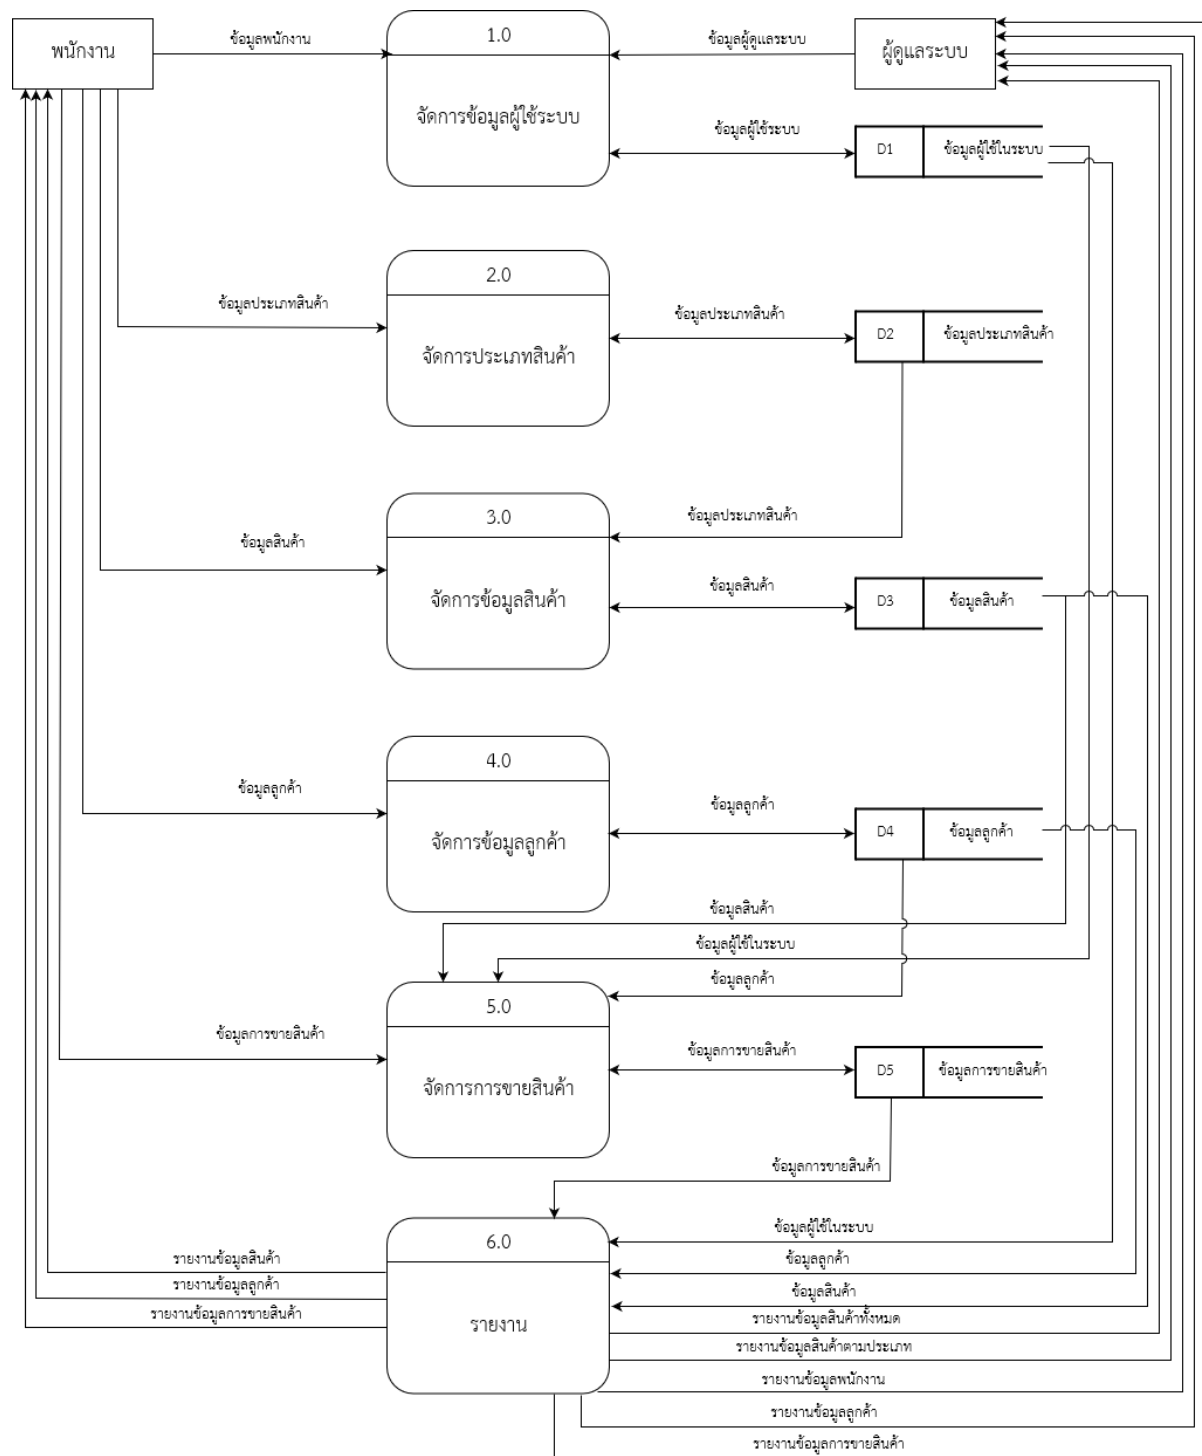 พนักงาน
ข้อมูลพนักงาน
1.0
ข้อมูลผู้ดูแลระบบ
ผู้ดูแลระบบ
จัดการข้อมูลผู้ใช้ระบบ
ข้อมูลผู้ใช้ระบบ
D1
ข้อมูลผู้ใช้ในระบบ
2.0
ข้อมูลประเภทสินค้า
ข้อมูลประเภทสินค้า
D2
ข้อมูลประเภทสินค้า
จัดการประเภทสินค้า
3.0
ข้อมูลประเภทสินค้า
ข้อมูลสินค้า
จัดการข้อมูลสินค้า
ข้อมูลสินค้า
D3
ข้อมูลสินค้า
4.0
ข้อมูลลูกค้า
จัดการข้อมูลลูกค้า
ข้อมูลลูกค้า
D4
ข้อมูลลูกค้า
ข้อมูลสินค้า
ข้อมูลผู้ใช้ในระบบ
ข้อมูลลูกค้า
5.0
ข้อมูลการขายสินค้า
จัดการการขายสินค้า
ข้อมูลการขายสินค้า
D5
ข้อมูลการขายสินค้า
ข้อมูลการขายสินค้า
6.0
ข้อมูลผู้ใช้ในระบบ
รายงานข้อมูลสินค้า
ข้อมูลลูกค้า
รายงานข้อมูลลูกค้า
ข้อมูลสินค้า
รายงานข้อมูลการขายสินค้า
รายงาน
รายงานข้อมูลสินค้าทั้งหมด
รายงานข้อมูลสินค้าตามประเภท
รายงานข้อมูลพนักงาน
รายงานข้อมูลลูกค้า
รายงานข้อมูลการขายสินค้า